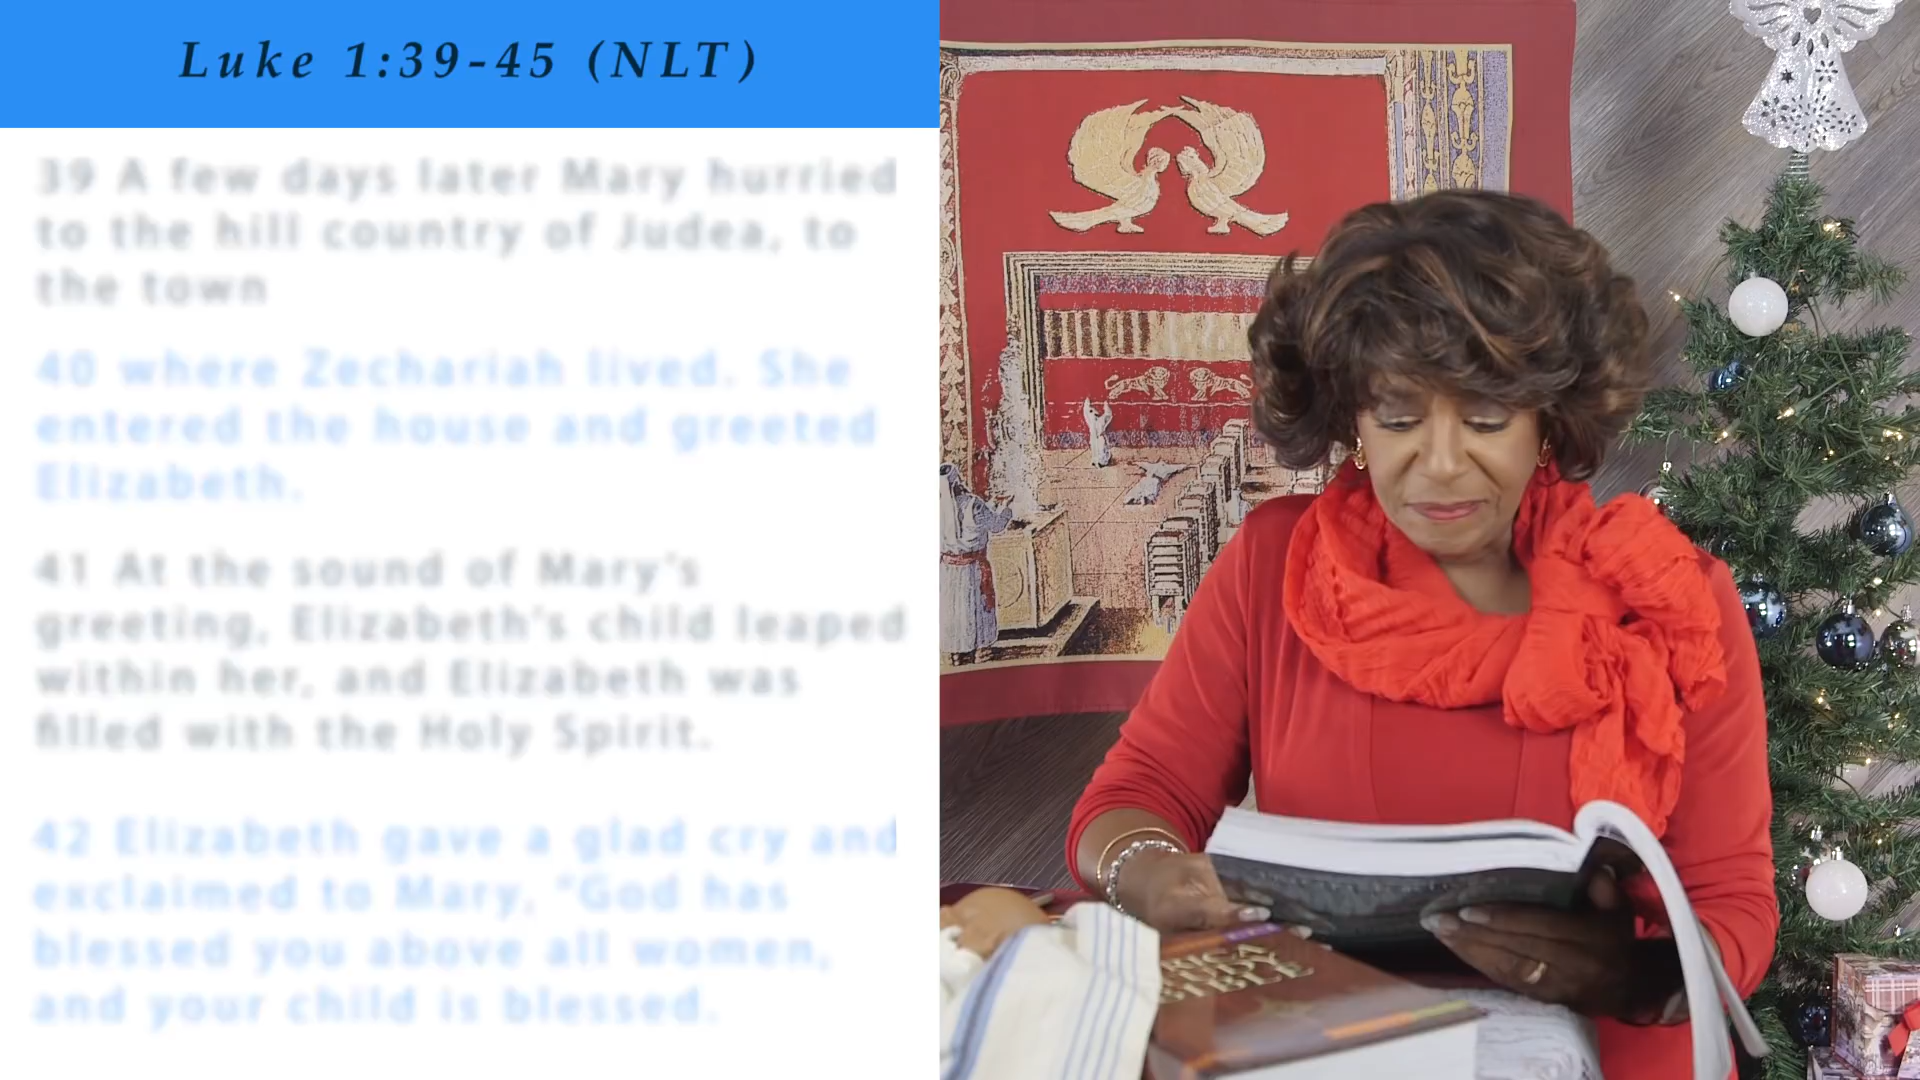 Luke 1:39-45 (NLT)
39 A few days later Mary hurried
to the hill country of Judea, to
the town
40 where Zechariah lived. She
entered the house and greeted
Elizabeth.
41 At the sound of Mary's
greeting, Elizabeth's child leaped
within her, and Elizabeth was
filled with the Holy Spirit.
42 Elizabeth gave a glad cry and
exclaimed to Mary, "God has
blessed you above all women,
and your child is blessed.
STUDY
BIBLE